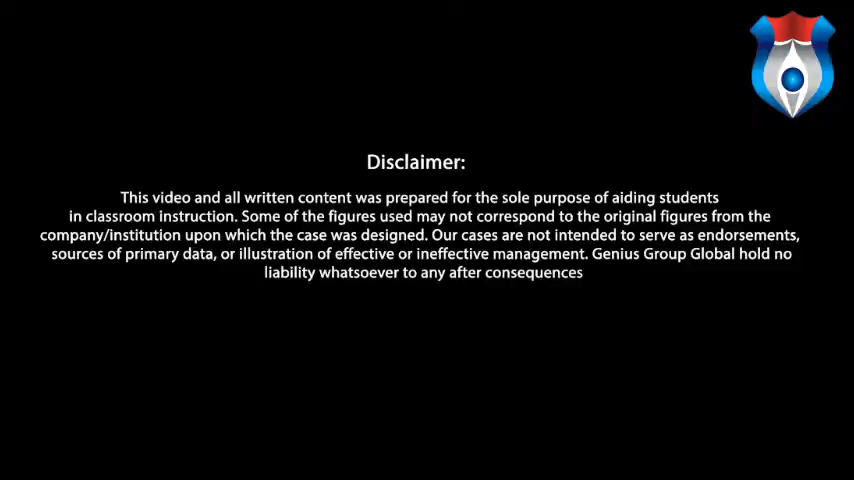 Disclaimer:
This video and all written content was prepared for the sole purpose of aiding students
in classroom instruction. Some of the figures used may not correspond to the original figures from the
company/institution upon which the case was designed. Our cases are not intended to serve as endorsements,
sources of primary data, or illustration of effective or ineffective management. Genius Group Global hold no
liability whatsoever to any after consequences